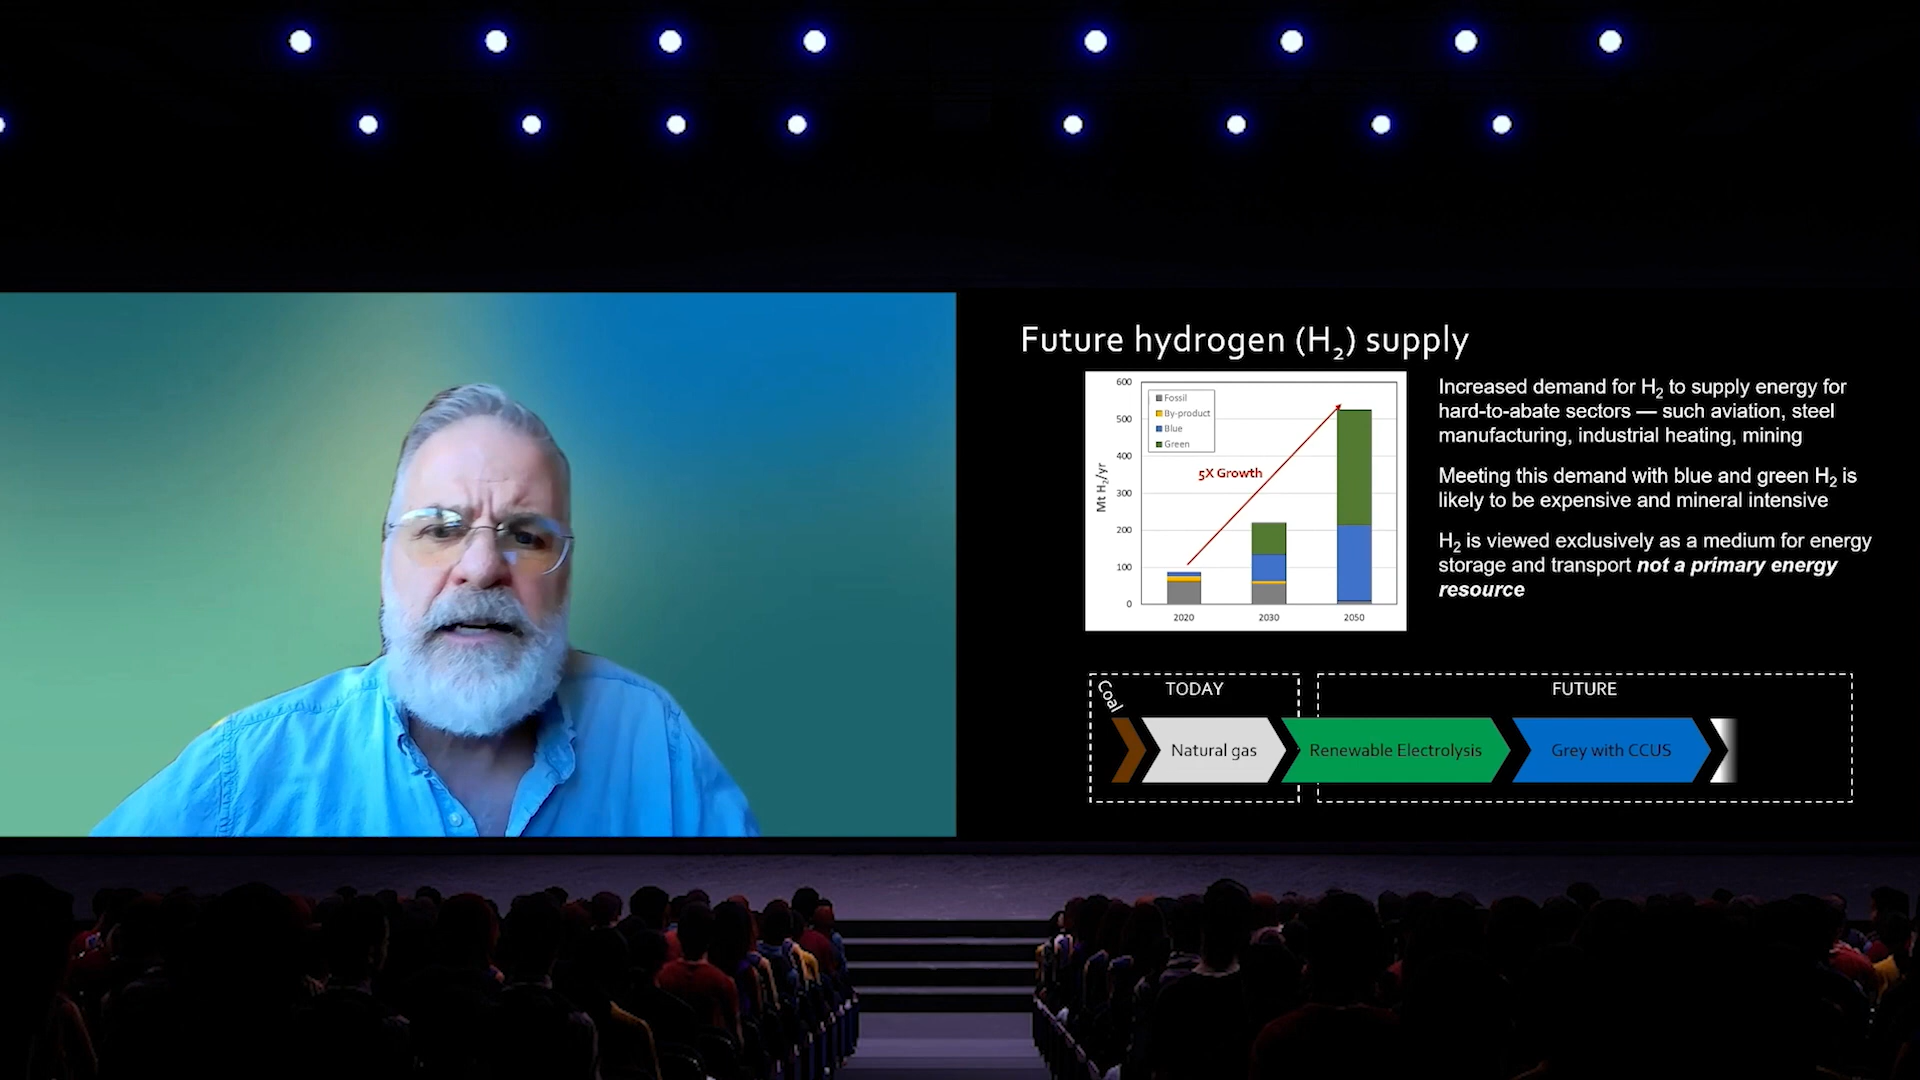 Future hydrogen (H₂) supply
600
500
400
300
200
100
0
Mt H₂/yr
Fossil
By-product
Blue
Green
5X Growth
2020
2030
2050
Increased demand for H₂ to supply energy for
hard-to-abate sectors — such aviation, steel
manufacturing, industrial heating, mining
Meeting this demand with blue and green H₂ is
likely to be expensive and mineral intensive
H₂ is viewed exclusively as a medium for energy
storage and transport not a primary energy
resource
Coal
TODAY
FUTURE
Natural gas
Renewable Electrolysis
Grey with CCUS